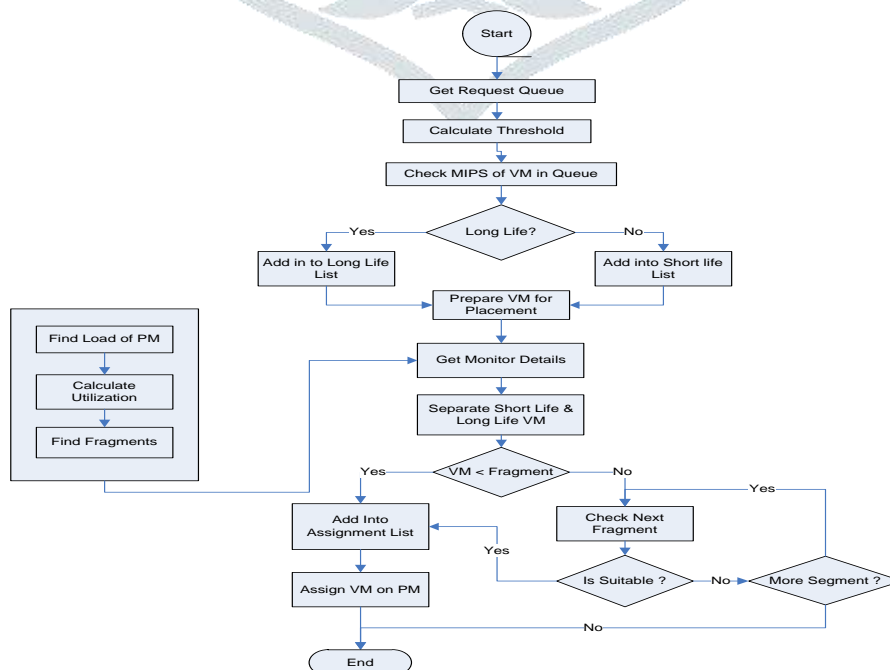 Start
Get Request Queue
Calculate Threshold
Check MIPS of VM in Queue
Long Life?
Yes
No
Add in to Long Life
List
Add into Short life
List
Prepare VM for
Placement
Find Load of PM
Calculate
Utilization
Find Fragments
Get Monitor Details
Separate Short Life &
Long Life VM
VM < Fragment
Yes
No
Yes
Add Into
Assignment List
Check Next
Fragment
Yes
Is Suitable ?
No
More Segment ?
Assign VM on PM
No
End